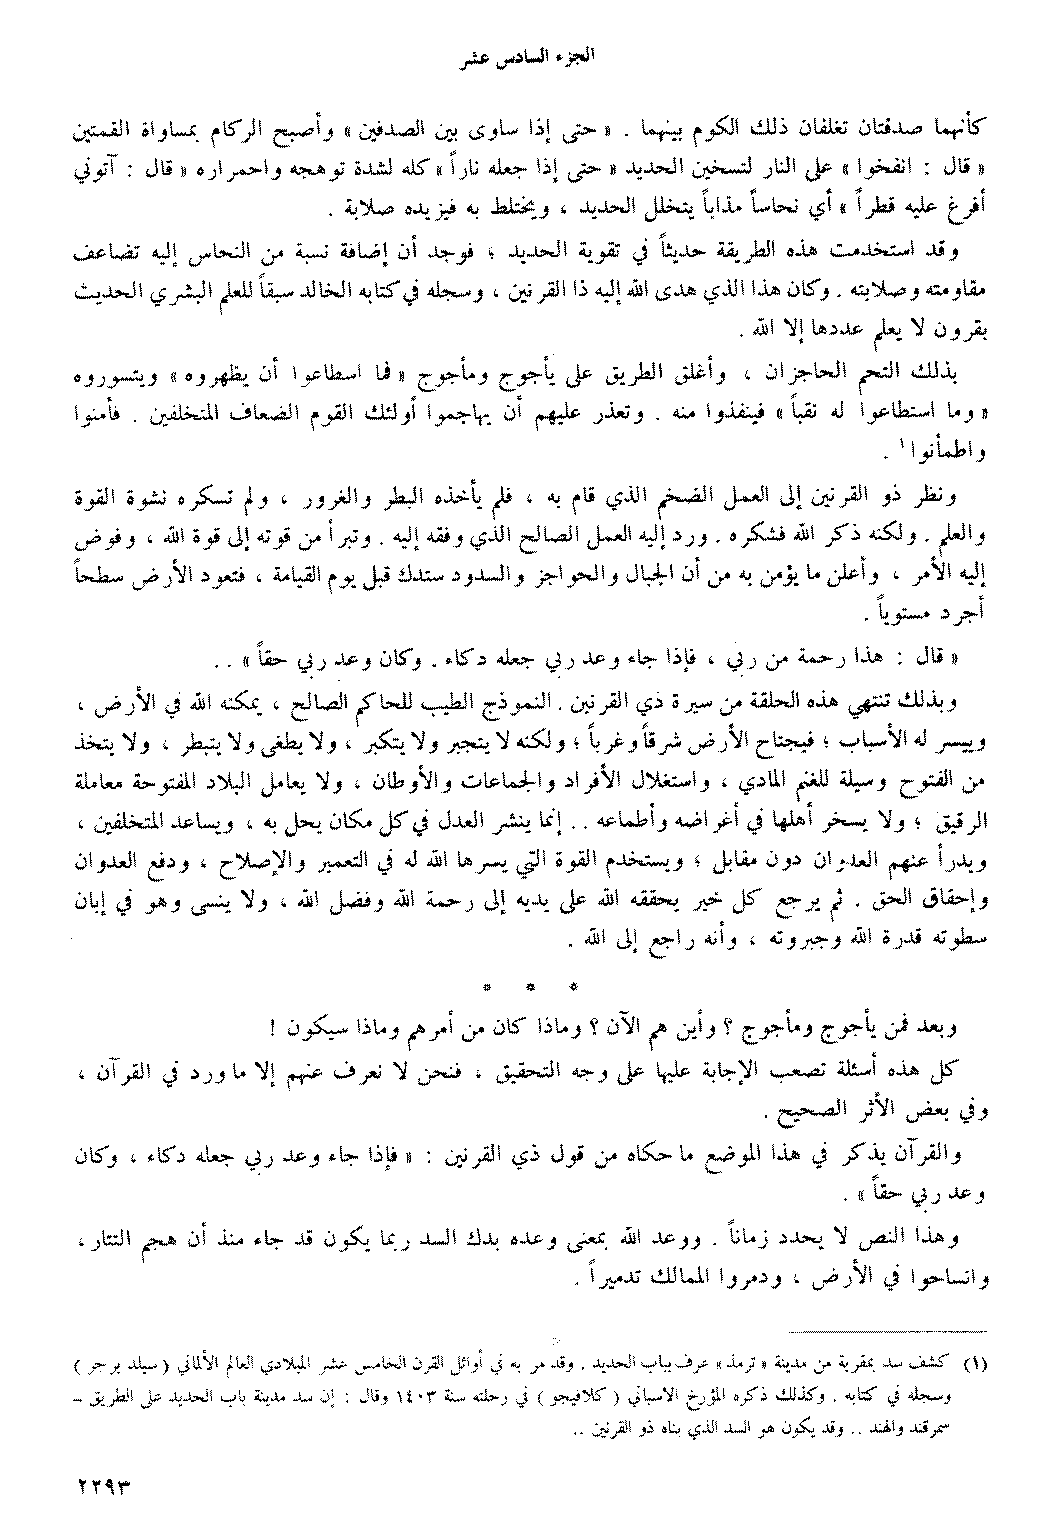 الجزء السادس عشر
كأنهما صدفتان تغلفان ذلك الكوم بينهما . « حتى إذا ساوى بين الصدفين » وأصبح الركام بمساواة القمتين
« قال : انفخوا » على النار لتسخين الحديد « حتى إذا جعله ناراً » كله لشدة توهجه واحمراره « قال : آتوني
أفرغ عليه قطراً » أي نحاساً مذاباً يتخلل الحديد ، ويختلط به فيزيده صلابة .
وقد استخدمت هذه الطريقة حديثاً في تقوية الحديد ؛ فوجد أن إضافة نسبة من النحاس إليه تضاعف
مقاومته وصلابته . وكان هذا الذي هدى الله إليه ذا القرنين ، وسجله في كتابه الخالد سبقاً للعلم البشري الحديث
بقرون لا يعلم عددها إلا الله .
بذلك التحم الحاجزان ، وأغلق الطريق على يأجوج ومأجوج « فما اسطاعوا أن يظهروه » ويتسوروه
« وما استطاعوا له نقباً » فينفذوا منه . وتعذر عليهم أن يهاجموا أولئك القوم الضعاف المتخلفين . فأمنوا
واطمأنوا ١ .
ونظر ذو القرنين إلى العمل الضخم الذي قام به ، فلم يأخذه البطر والغرور ، ولم تسكره نشوة القوة
والعلم . ولكنه ذكر الله فشكره . ورد إليه العمل الصالح الذي وفقه إليه . وتبرأ من قوته إلى قوة الله ، وفوض
إليه الأمر ، وأعلن ما يؤمن به من أن الجبال والحواجز والسدود ستدك قبل يوم القيامة ، فتعود الأرض سطحاً
أجرد مستوياً .
« قال : هذا رحمة من ربي ، فإذا جاء وعد ربي جعله دكاء . وكان وعد ربي حقاً » ..
وبذلك تنتهي هذه الحلقة من سيرة ذي القرنين . النموذج الطيب للحاكم الصالح ، يمكنه الله في الأرض ،
وييسر له الأسباب ؛ فيجتاح الأرض شرقاً وغرباً ؛ ولكنه لا يتجبر ولا يتكبر ، ولا يطغى ولا يتبطر ، ولا يتخذ
من الفتوح وسيلة للغنم المادي ، واستغلال الأفراد والجماعات والأوطان ، ولا يعامل البلاد المفتوحة معاملة
الرقيق ؛ ولا يسخر أهلها في أغراضه وأطماعه .. إنما ينشر العدل في كل مكان يحل به ، ويساعد المتخلفين ،
ويدرأ عنهم العدوان دون مقابل ؛ ويستخدم القوة التي يسرها الله له في التعمير والإصلاح ، ودفع العدوان
وإحقاق الحق . ثم يرجع كل خير يحققه الله على يديه إلى رحمة الله وفضل الله ، ولا ينسى وهو في إبان
سطوته قدرة الله وجبروته ، وأنه راجع إلى الله .
* * *
وبعد فمن يأجوج ومأجوج ؟ وأين هم الآن ؟ وماذا كان من أمرهم وماذا سيكون !
كل هذه أسئلة تصعب الإجابة عليها على وجه التحقيق ، فنحن لا نعرف عنهم إلا ما ورد في القرآن ،
وفي بعض الأثر الصحيح .
والقرآن يذكر في هذا الموضع ما حكاه من قول ذي القرنين : « فإذا جاء وعد ربي جعله دكاء ، وكان
وعد ربي حقاً » .
وهذا النص لا يحدد زماناً . ووعد الله بمعنى وعده بدك السد ربما يكون قد جاء منذ أن هجم التتار ،
وانساحوا في الأرض ، ودمروا الممالك تدميراً .
(١) كشف سد بمقربة من مدينة « ترمذ » عرف بباب الحديد . وقد مر به في أوائل القرن الخامس عشر الميلادي العالم الألماني ( سيلد برجر )
وسجله في كتابه . وكذلك ذكره المؤرخ الاسباني ( كلافيجو ) في رحلته سنة ١٤٠٣ وقال : إن سد مدينة باب الحديد على الطريق –
سمرقند والهند .. وقد يكون هو السد الذي بناه ذو القرنين ..
٢٢٩٣